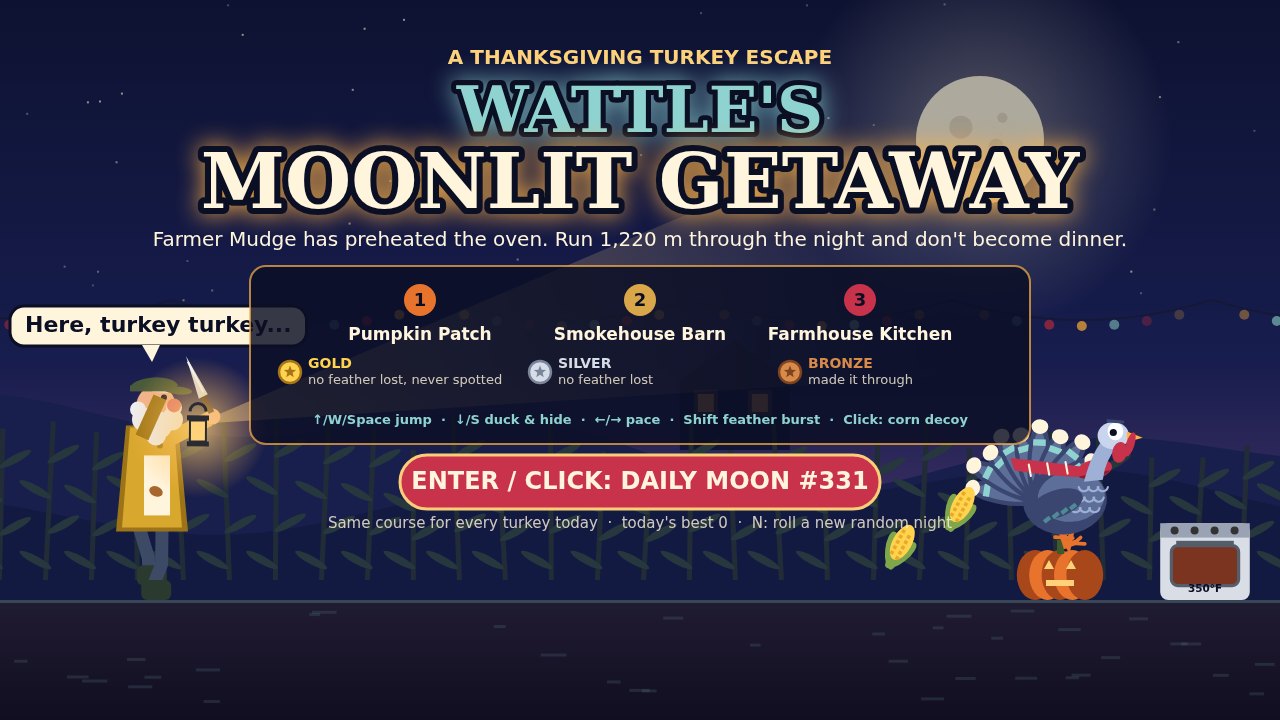 A THANKSGIVING TURKEY ESCAPE
WATTLE'S
MOONLIT GETAWAY
Farmer Mudge has preheated the oven. Run 1,220 m through the night and don't become dinner.
Here, turkey turkey...
1 2 3
Pumpkin Patch Smokehouse Barn Farmhouse Kitchen
GOLD SILVER BRONZE
no feather lost, never spotted no feather lost made it through
↑/W/Space jump · ↓/S duck & hide · ←/→ pace · Shift feather burst · Click: corn decoy
ENTER / CLICK: DAILY MOON #331
Same course for every turkey today · today's best 0 · N: roll a new random night
350°F